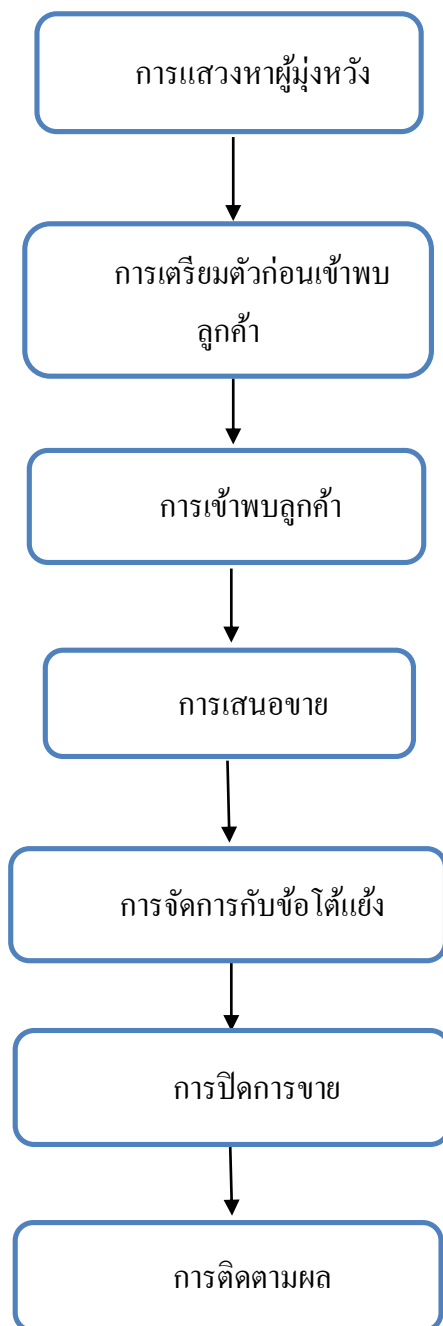 การแสวงหาผู้มุ่งหวัง
การเตรียมตัวก่อนเข้าพบ
ลูกค้า
การเข้าพบลูกค้า
การเสนอขาย
การจัดการกับข้อโต้แย้ง
การปิดการขาย
การติดตามผล